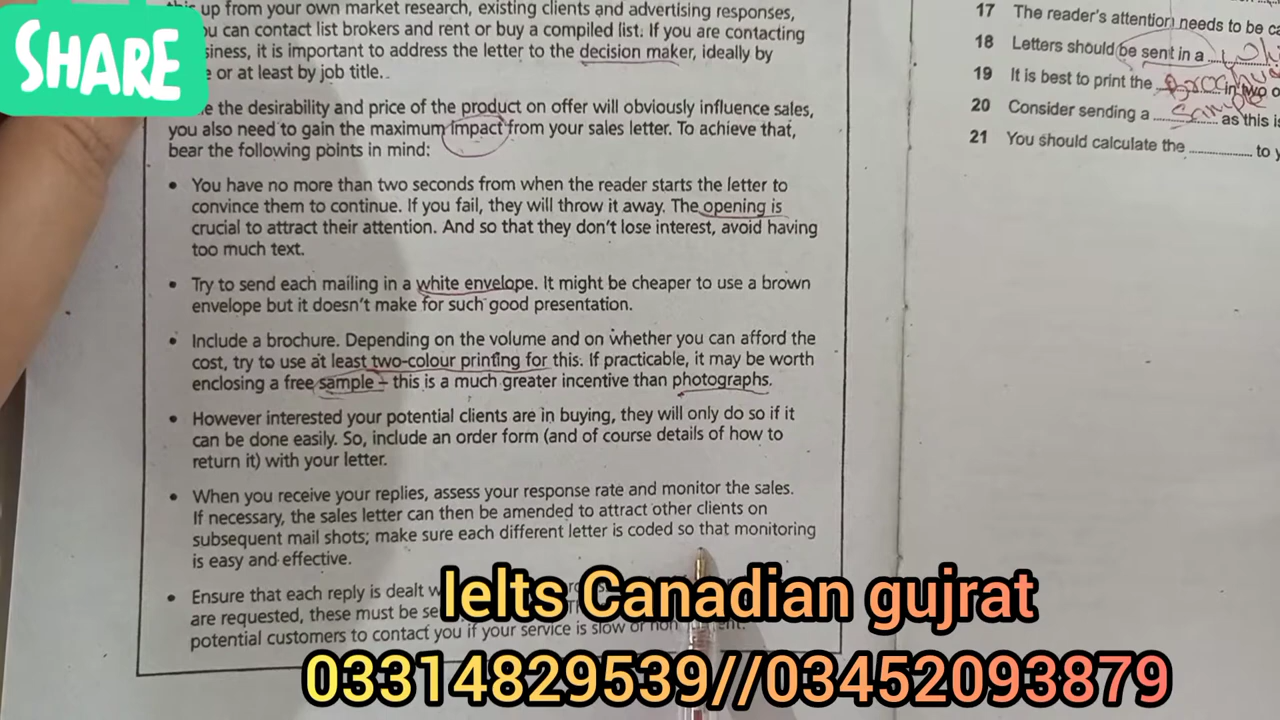 SHARE
up from your own market research, existing clients and advertising responses,
can contact list brokers and rent or buy a compiled list. If you are contacting
it is important to address the letter to the decision maker, ideally by
or at least by job title.
the desirability and price of the product on offer will obviously influence sales,
you also need to gain the maximum impact from your sales letter. To achieve that,
bear the following points in mind:
• You have no more than two seconds from when the reader starts the letter to
convince them to continue. If you fail, they will throw it away. The opening is
crucial to attract their attention. And so that they don't lose interest, avoid having
too much text.
• Try to send each mailing in a white envelope. It might be cheaper to use a brown
envelope but it doesn't make for such good presentation.
• Include a brochure. Depending on the volume and on whether you can afford the
cost, try to use at least two-colour printing for this. If practicable, it may be worth
enclosing a free sample – this is a much greater incentive than photographs.
• However interested your potential clients are in buying, they will only do so if it
can be done easily. So, include an order form (and of course details of how to
return it) with your letter.
• When you receive your replies, assess your response rate and monitor the sales.
If necessary, the sales letter can then be amended to attract other clients on
subsequent mail shots; make sure each different letter is coded so that monitoring
is easy and effective.
• Ensure that each reply is dealt
are requested, these must be
potential customers to contact you if your service is slow or
17 The reader's attention needs to be
18 Letters should be sent in a
19 It is best to print the brochure in two
20 Consider sending a sample as this is
21 You should calculate the ............ to
Ielts Canadian gujrat
03314829539//03452093879